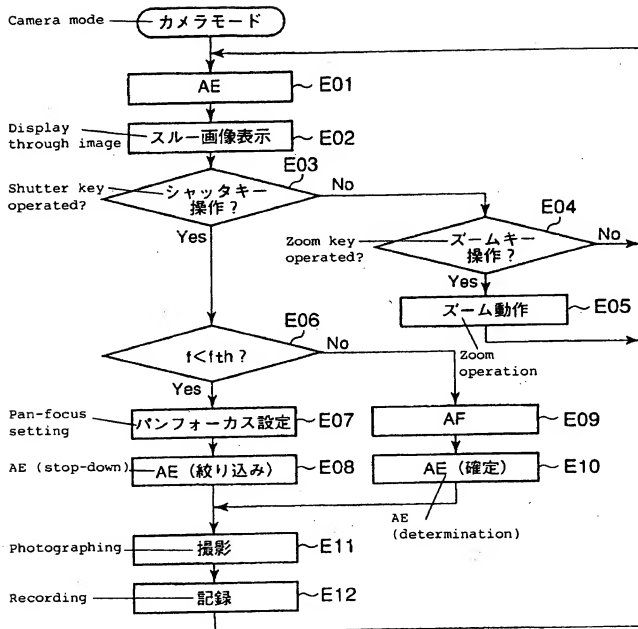 Camera mode
カメラモード
AE
E01
Display
through image
スルー画像表示
E02
E03
Shutter key
operated?
シャッタキー
操作？
No
Yes
E04
Zoom key
operated?
ズームキー
操作？
No
Yes
ズーム動作
E05
Zoom
operation
E06
f<fth？
No
Yes
Pan-focus
setting
パンフォーカス設定
E07
AF
E09
AE (stop-down)
AE（絞り込み）
E08
AE（確定）
E10
AE
(determination)
Photographing
撮影
E11
Recording
記録
E12